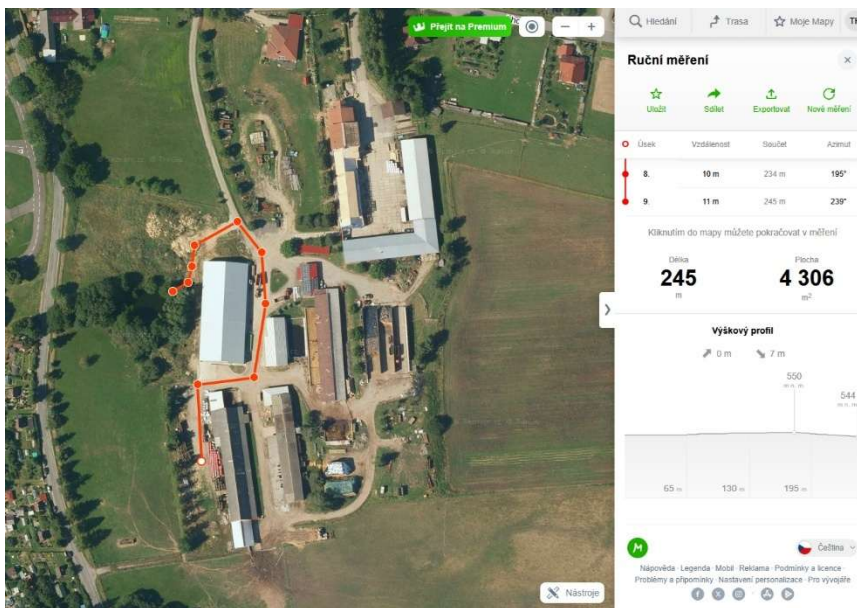 Přejít na Premium
Hledání
Trasa
Moje Mapy
Ruční měření
Uložit
Sdílet
Exportovat
Nové měření
Úsek Vzdálenost Součet Azimut
8. 10 m 234 m 195°
9. 11 m 245 m 239°
Kliknutím do mapy můžete pokračovat v měření
Délka
245
m
Plocha
4 306
m²
Výškový profil
0 m 7 m
550
m n. m.
544
m n. m.
65 m 130 m 195 m
Čeština
Nápověda · Legenda · Mobil · Reklama · Podmínky a licence ·
Problémy a připomínky · Nastavení personalizace · Pro vývojáře
Nástroje